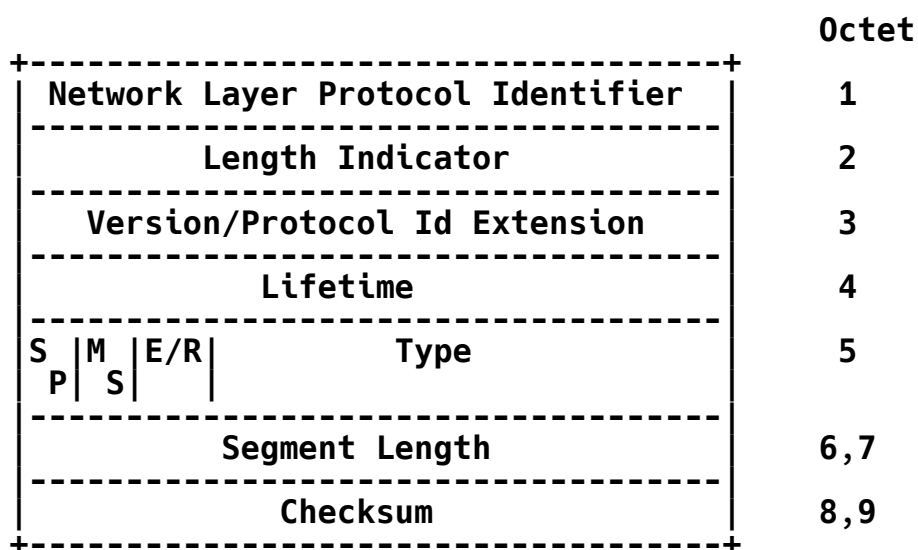 Octet
+------------------------------------+
| Network Layer Protocol Identifier  |     1
|------------------------------------|
|         Length Indicator           |     2
|------------------------------------|
|   Version/Protocol Id Extension    |     3
|------------------------------------|
|            Lifetime                |     4
|------------------------------------|
|S  |M  |E/R|         Type           |     5
|  P|  S|   |                        |
|------------------------------------|
|          Segment Length            |    6,7
|------------------------------------|
|             Checksum               |    8,9
+------------------------------------+